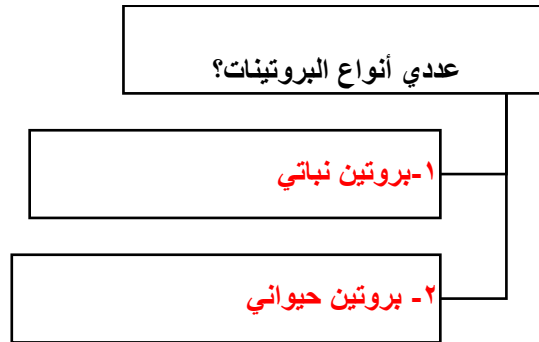 عددي أنواع البروتينات؟
١-بروتين نباتي
٢- بروتين حيواني